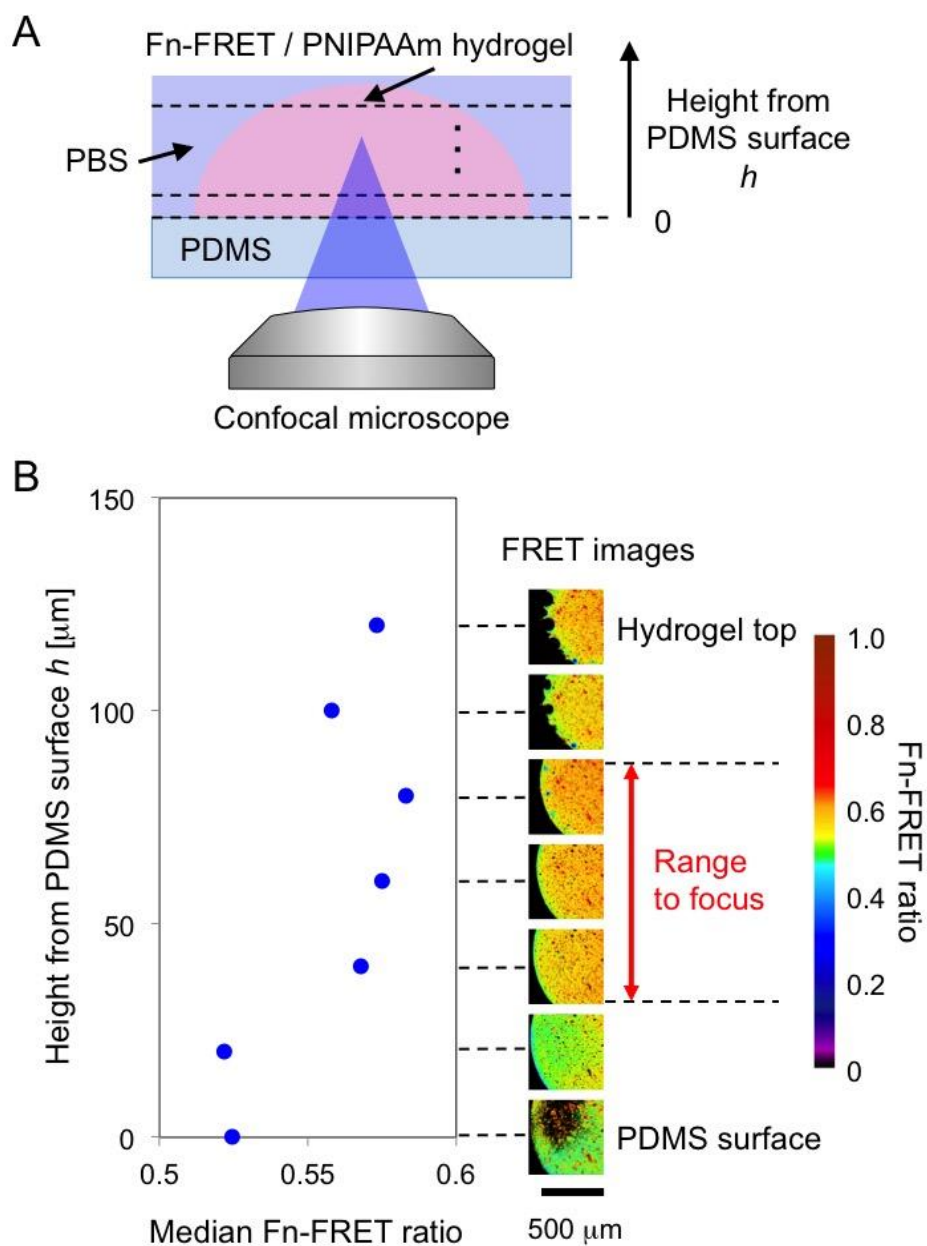 A
Fn-FRET / PNIPAAm hydrogel
PBS
Height from
PDMS surface
h
0
PDMS
Confocal microscope
B
150
100
50
0
Height from PDMS surface h [μm]
0.5 0.55 0.6
Median Fn-FRET ratio
FRET images
Hydrogel top
Range
to focus
PDMS surface
500 μm
1.0
0.8
0.6
0.4
0.2
0
Fn-FRET ratio